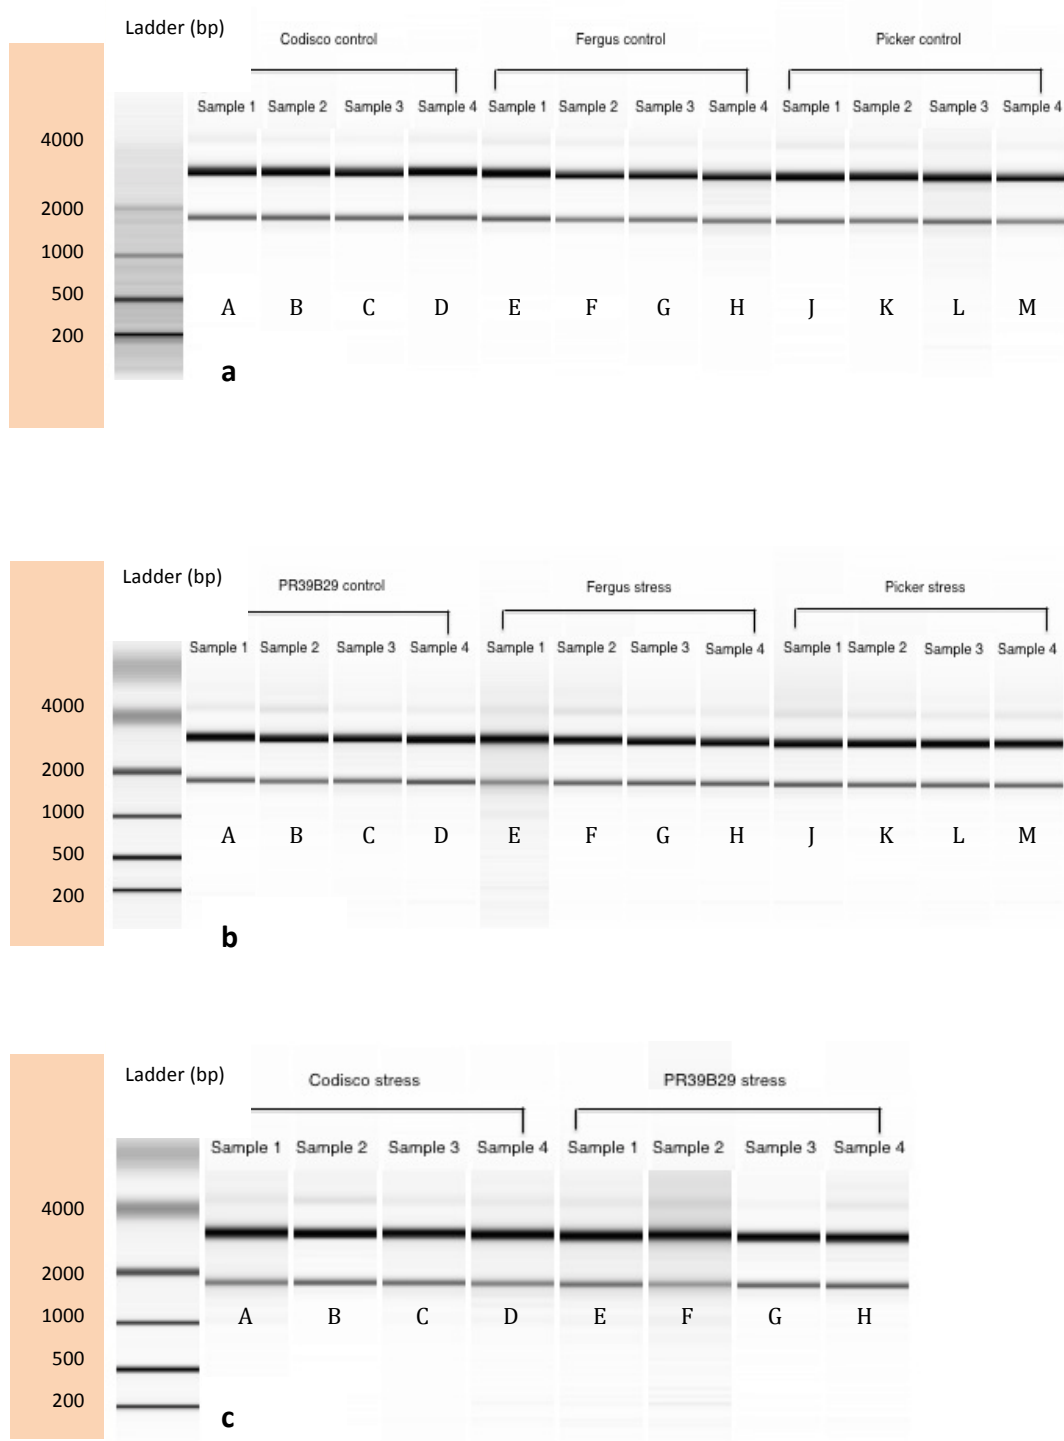 Ladder (bp)
Codisco control Fergus control Picker control
Sample 1 Sample 2 Sample 3 Sample 4 Sample 1 Sample 2 Sample 3 Sample 4 Sample 1 Sample 2 Sample 3 Sample 4
4000
2000
1000
500
200
A B C D E F G H J K L M
a
Ladder (bp)
PR39B29 control Fergus stress Picker stress
Sample 1 Sample 2 Sample 3 Sample 4 Sample 1 Sample 2 Sample 3 Sample 4 Sample 1 Sample 2 Sample 3 Sample 4
4000
2000
1000
500
200
A B C D E F G H J K L M
b
Ladder (bp)
Codisco stress PR39B29 stress
Sample 1 Sample 2 Sample 3 Sample 4 Sample 1 Sample 2 Sample 3 Sample 4
4000
2000
1000
500
200
A B C D E F G H
c